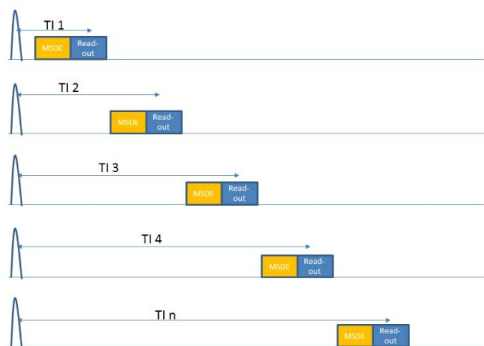 TI 1
MSDE
Read-
out
TI 2
MSDE
Read-
out
TI 3
MSDE
Read-
out
TI 4
MSDE
Read-
out
TI n
MSDE
Read-
out